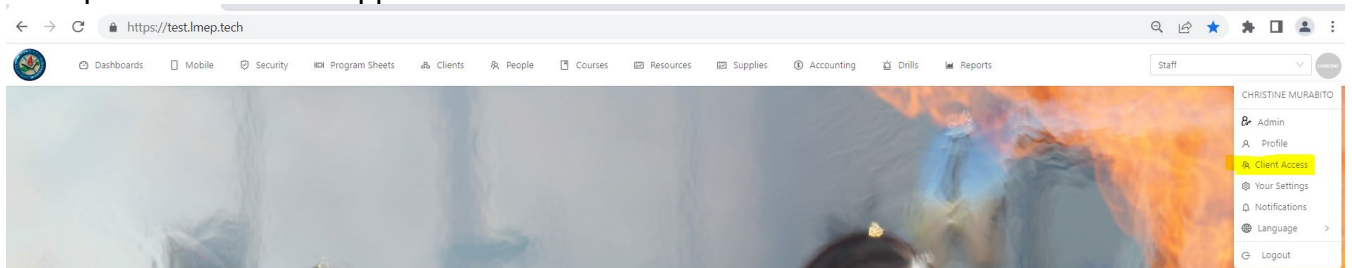 https://test.lmep.tech
Dashboards Mobile Security Program Sheets Clients People Courses Resources Supplies Accounting Drills Reports Staff
CHRISTINE MURABITO
Admin
Profile
Client Access
Your Settings
Notifications
Language
Logout